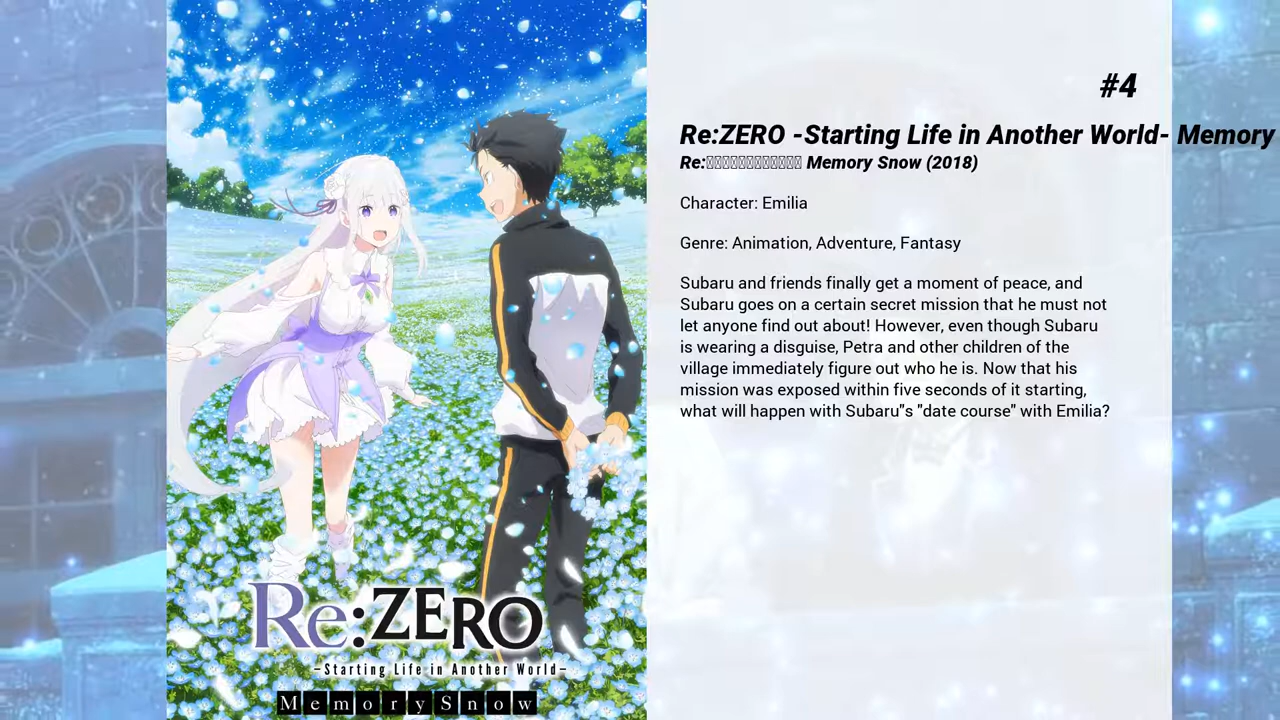 #4
Re:ZERO -Starting Life in Another World- Memory
Re:▯▯▯▯▯▯▯▯▯▯▯▯ Memory Snow (2018)
Character: Emilia
Genre: Animation, Adventure, Fantasy
Subaru and friends finally get a moment of peace, and
Subaru goes on a certain secret mission that he must not
let anyone find out about! However, even though Subaru
is wearing a disguise, Petra and other children of the
village immediately figure out who he is. Now that his
mission was exposed within five seconds of it starting,
what will happen with Subaru"s "date course" with Emilia?
Re:ZERO
-Starting Life in Another World-
Memory Snow